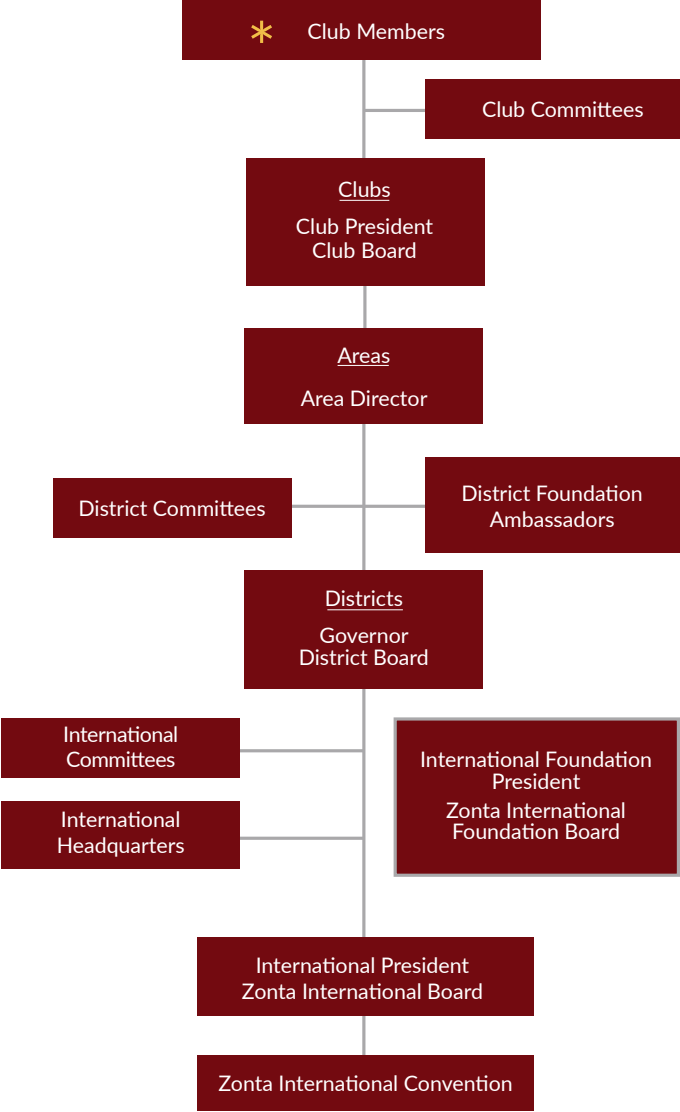 * Club Members
Club Committees
Clubs
Club President
Club Board
Areas
Area Director
District Committees
District Foundation
Ambassadors
Districts
Governor
District Board
International
Committees
International Foundation
President
Zonta International
Foundation Board
International
Headquarters
International President
Zonta International Board
Zonta International Convention